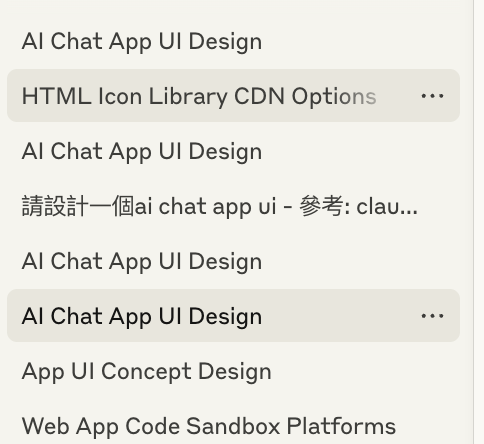 AI Chat App UI Design
HTML Icon Library CDN Options
AI Chat App UI Design
請設計一個ai chat app ui - 參考: clau...
AI Chat App UI Design
AI Chat App UI Design
App UI Concept Design
Web App Code Sandbox Platforms